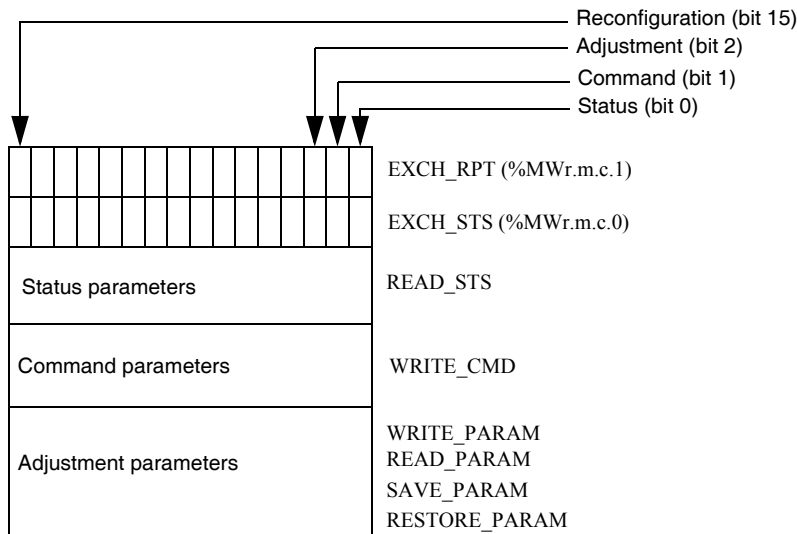 Reconfiguration (bit 15)
Adjustment (bit 2)
Command (bit 1)
Status (bit 0)
EXCH_RPT (%MWr.m.c.1)
EXCH_STS (%MWr.m.c.0)
Status parameters
READ_STS
Command parameters
WRITE_CMD
Adjustment parameters
WRITE_PARAM
READ_PARAM
SAVE_PARAM
RESTORE_PARAM